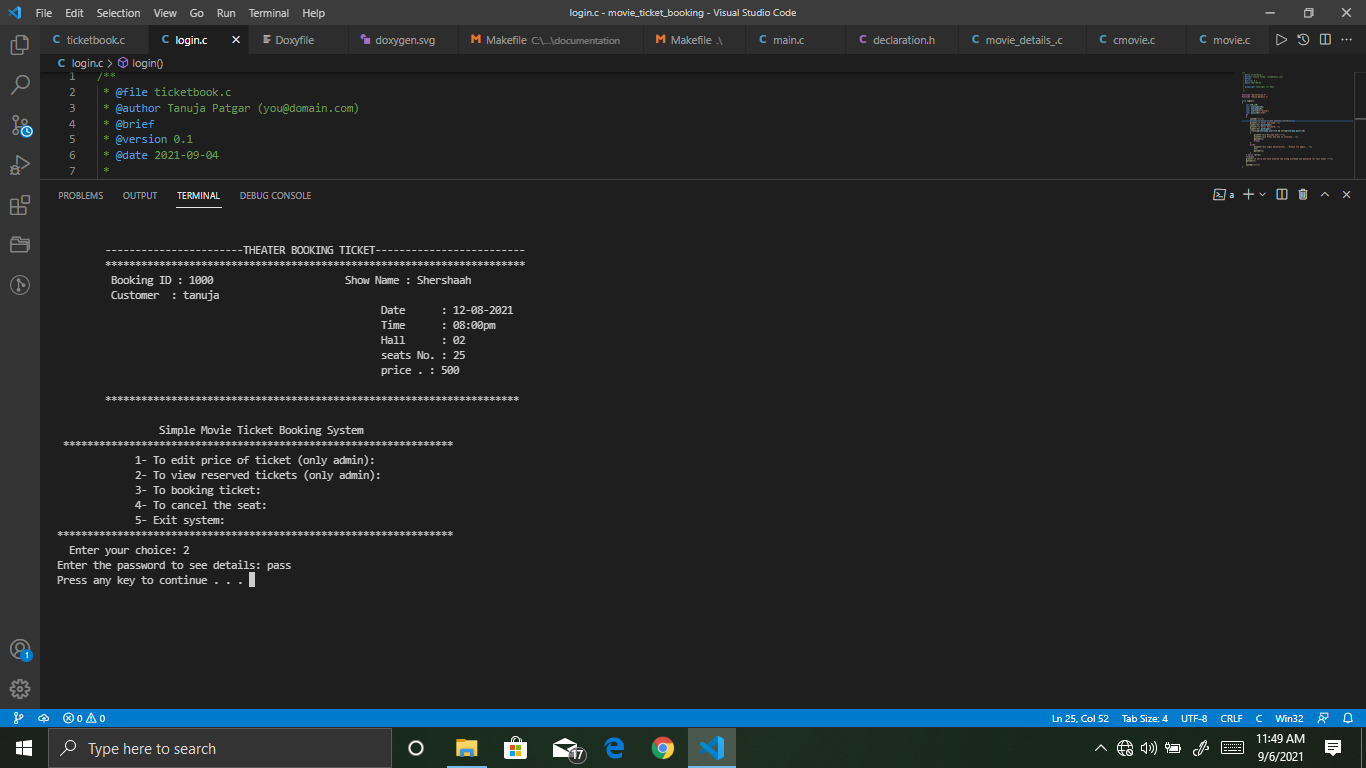 File Edit Selection View Go Run Terminal Help login.c - movie_ticket_booking - Visual Studio Code
ticketbook.c login.c Doxyfile doxygen.svg Makefile C:\...\documentation Makefile .\ main.c declaration.h movie_details_.c cmovie.c movie.c
C login.c > login()
1 /**
2 * @file ticketbook.c
3 * @author Tanuja Patgar (you@domain.com)
4 * @brief
5 * @version 0.1
6 * @date 2021-09-04
7 *
PROBLEMS OUTPUT TERMINAL DEBUG CONSOLE a
-----------------------THEATER BOOKING TICKET-------------------------
**********************************************************************
Booking ID : 1000 Show Name : Shershaah
Customer : tanuja
Date : 12-08-2021
Time : 08:00pm
Hall : 02
seats No. : 25
price . : 500
*********************************************************************
Simple Movie Ticket Booking System
*****************************************************************
1- To edit price of ticket (only admin):
2- To view reserved tickets (only admin):
3- To booking ticket:
4- To cancel the seat:
5- Exit system:
******************************************************************
Enter your choice: 2
Enter the password to see details: pass
Press any key to continue . . .
1
0 0 Ln 25, Col 52 Tab Size: 4 UTF-8 CRLF C Win32
Type here to search 17 11:49 AM
9/6/2021